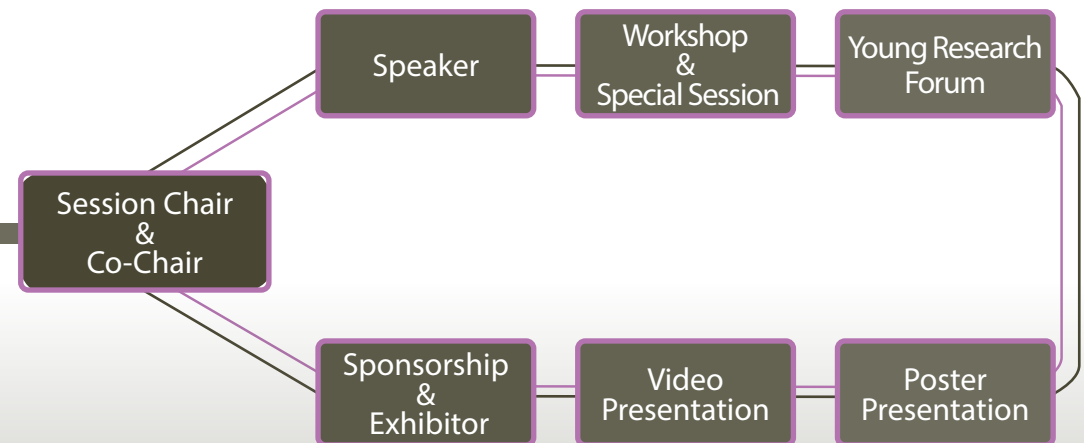 Speaker
Workshop
&
Special Session
Young Research
Forum
Session Chair
&
Co-Chair
Sponsorship
&
Exhibitor
Video
Presentation
Poster
Presentation